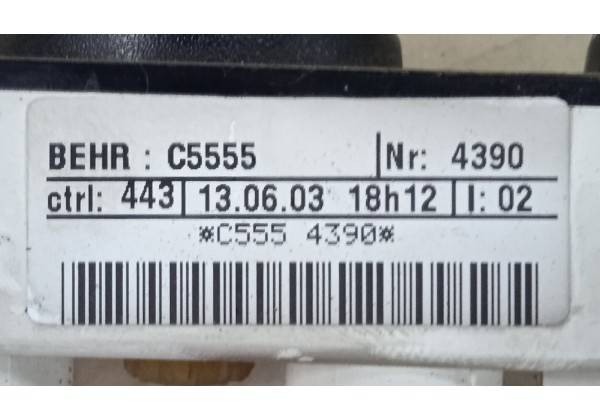 BEHR : C5555 |Nr: 4390
ctrl: 443| 13.06.03 18h12 |I: 02
*C555 4390*